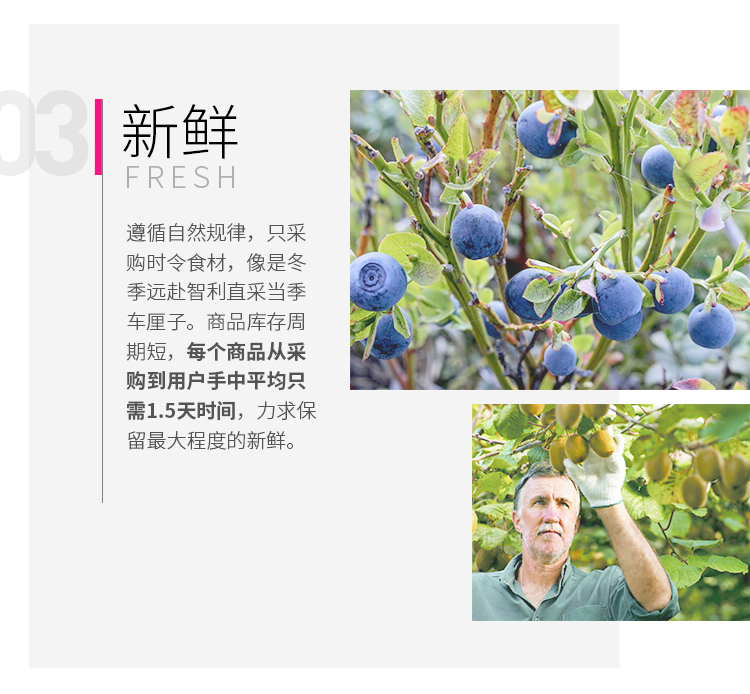 03
新鲜
FRESH
遵循自然规律，只采
购时令食材，像是冬
季远赴智利直采当季
车厘子。商品库存周
期短，每个商品从采
购到用户手中平均只
需1.5天时间，力求保
留最大程度的新鲜。